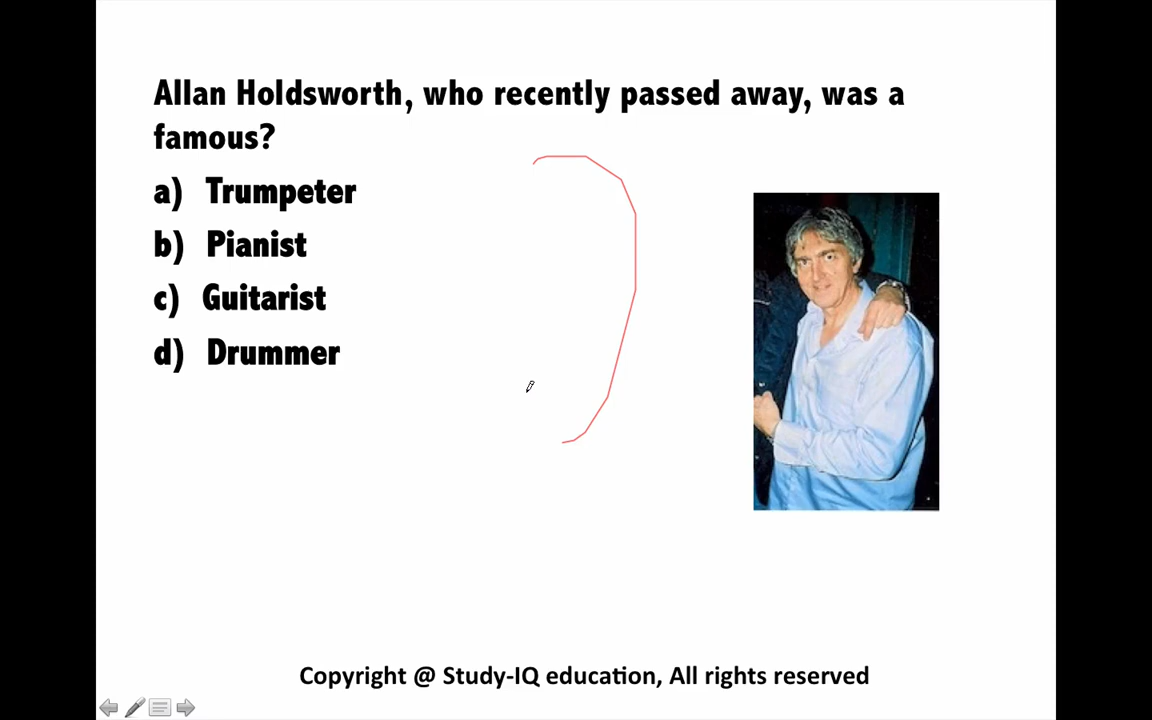 Allan Holdsworth, who recently passed away, was a
famous?
a) Trumpeter
b) Pianist
c) Guitarist
d) Drummer
Copyright @ Study-IQ education, All rights reserved